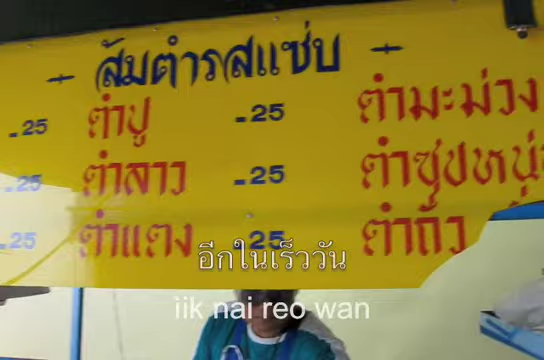 - ส้มตำรสแซ่บ -
.25 ตำปู -.25 ตำมะม่วง
.25 ตำลาว -.25 ตำซุปหน่
-.25 ตำแตง -.25 ตำถั่ว
อีกในเร็ววัน
iik nai reo wan